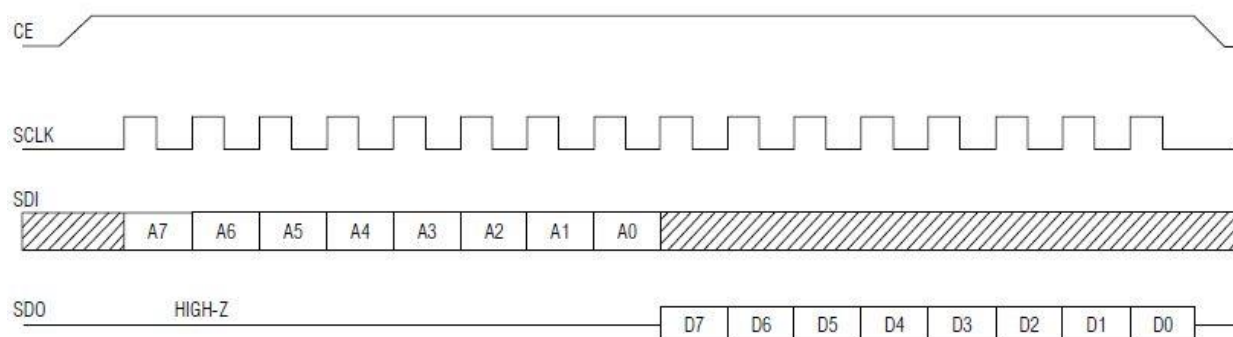 CE
SCLK
SDI
A7 A6 A5 A4 A3 A2 A1 A0
SDO HIGH-Z
D7 D6 D5 D4 D3 D2 D1 D0